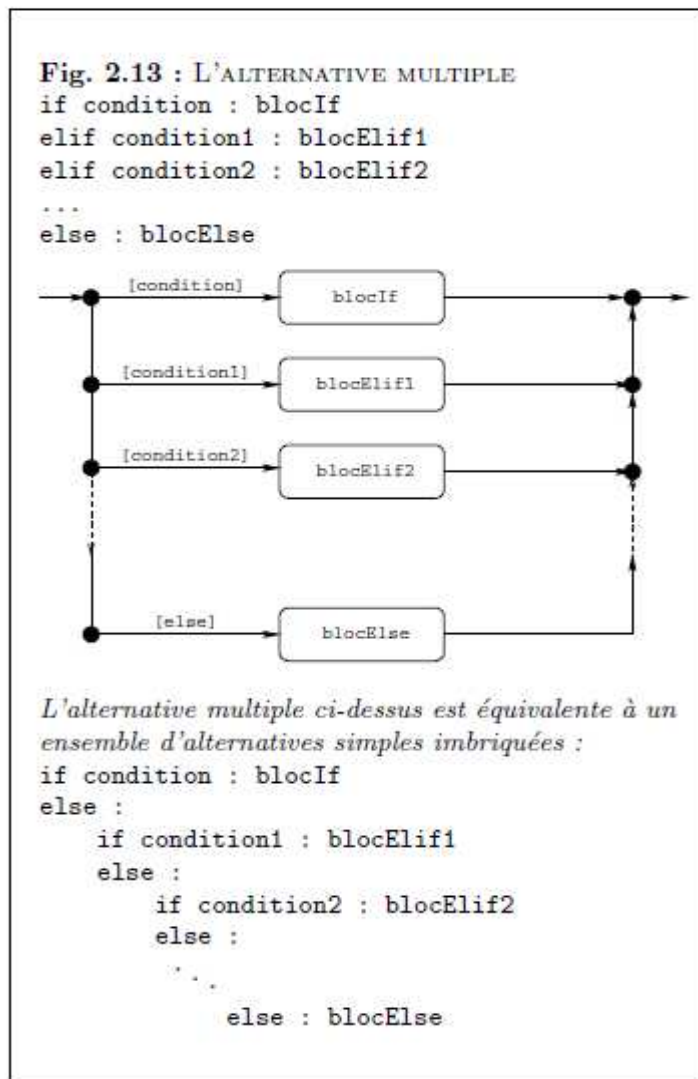 Fig. 2.13 : L'ALTERNATIVE MULTIPLE
if condition : blocIf
elif condition1 : blocElif1
elif condition2 : blocElif2
...
else : blocElse
[condition] blocIf
[condition1] blocElif1
[condition2] blocElif2
[else] blocElse
L'alternative multiple ci-dessus est équivalente à un
ensemble d'alternatives simples imbriquées :
if condition : blocIf
else :
    if condition1 : blocElif1
    else :
        if condition2 : blocElif2
        else :
         ...
            else : blocElse